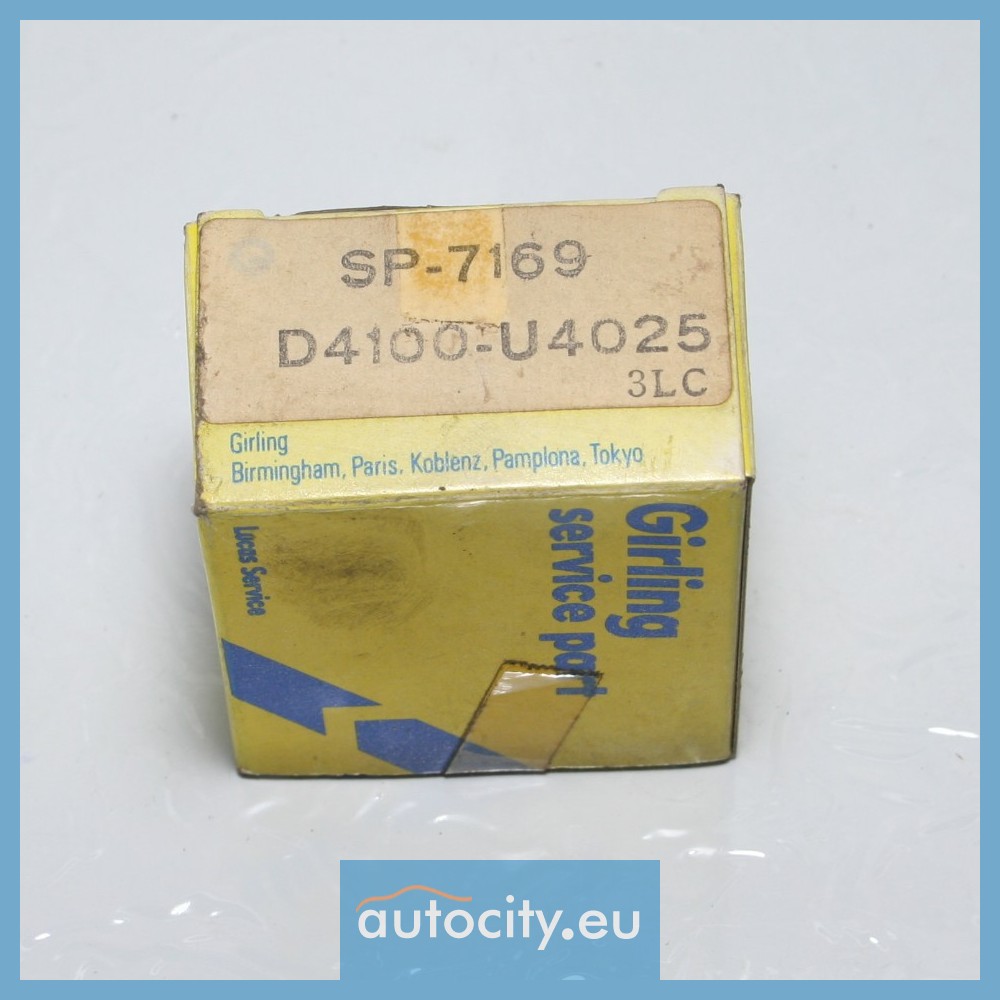 SP-7169
D4100-U4025
3LC
Girling
Birmingham, Paris, Koblenz, Pamplona, Tokyo
Girling
service part
Lucas Service
autocity.eu